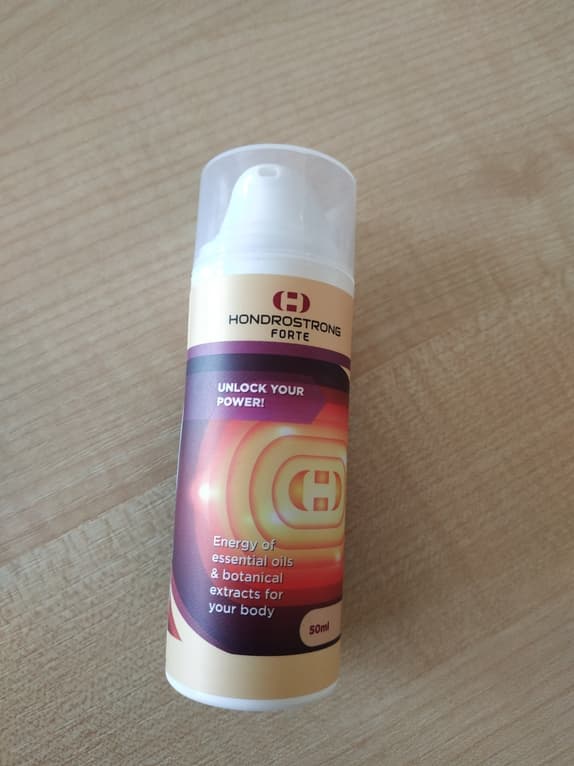 HONDROSTRONG
FORTE
UNLOCK YOUR
POWER!
Energy of
essential oils
& botanical
extracts for
your body
50ml